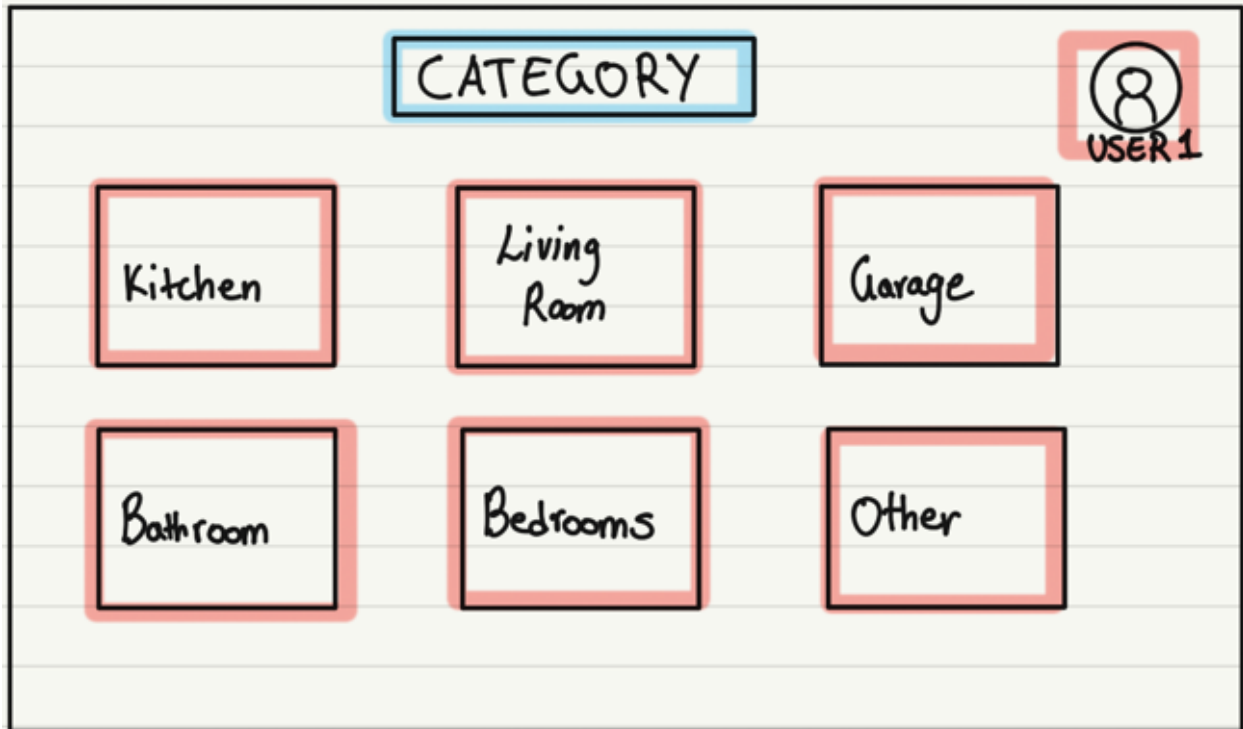 CATEGORY
USER 1
Kitchen
Living
Room
Garage
Bathroom
Bedrooms
Other